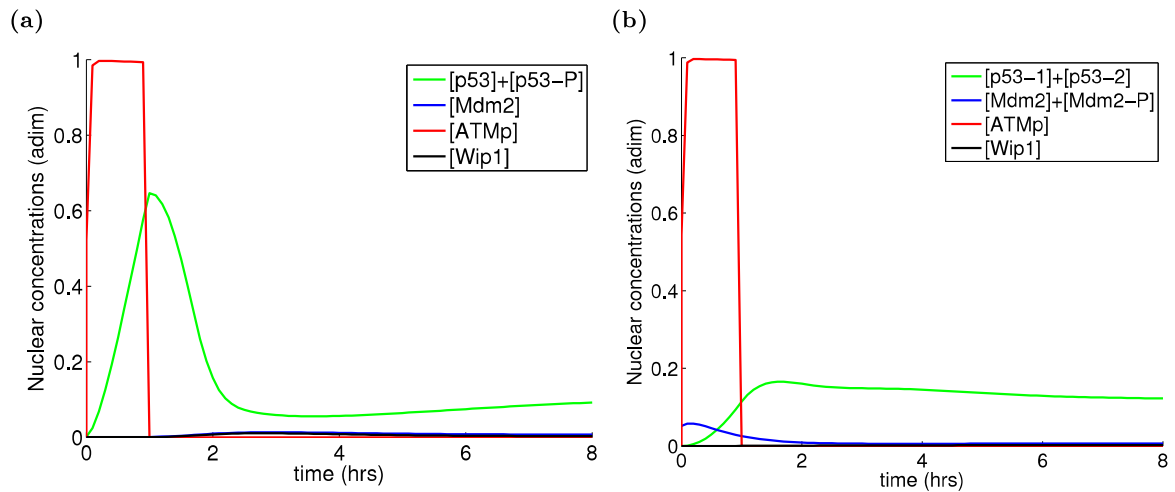 (a)
Nuclear concentrations (adim)
1
0.8
0.6
0.4
0.2
0
0
2
4
6
8
time (hrs)
[p53]+[p53−P]
[Mdm2]
[ATMp]
[Wip1]
(b)
Nuclear concentrations (adim)
1
0.8
0.6
0.4
0.2
0
0
2
4
6
8
time (hrs)
[p53−1]+[p53−2]
[Mdm2]+[Mdm2−P]
[ATMp]
[Wip1]